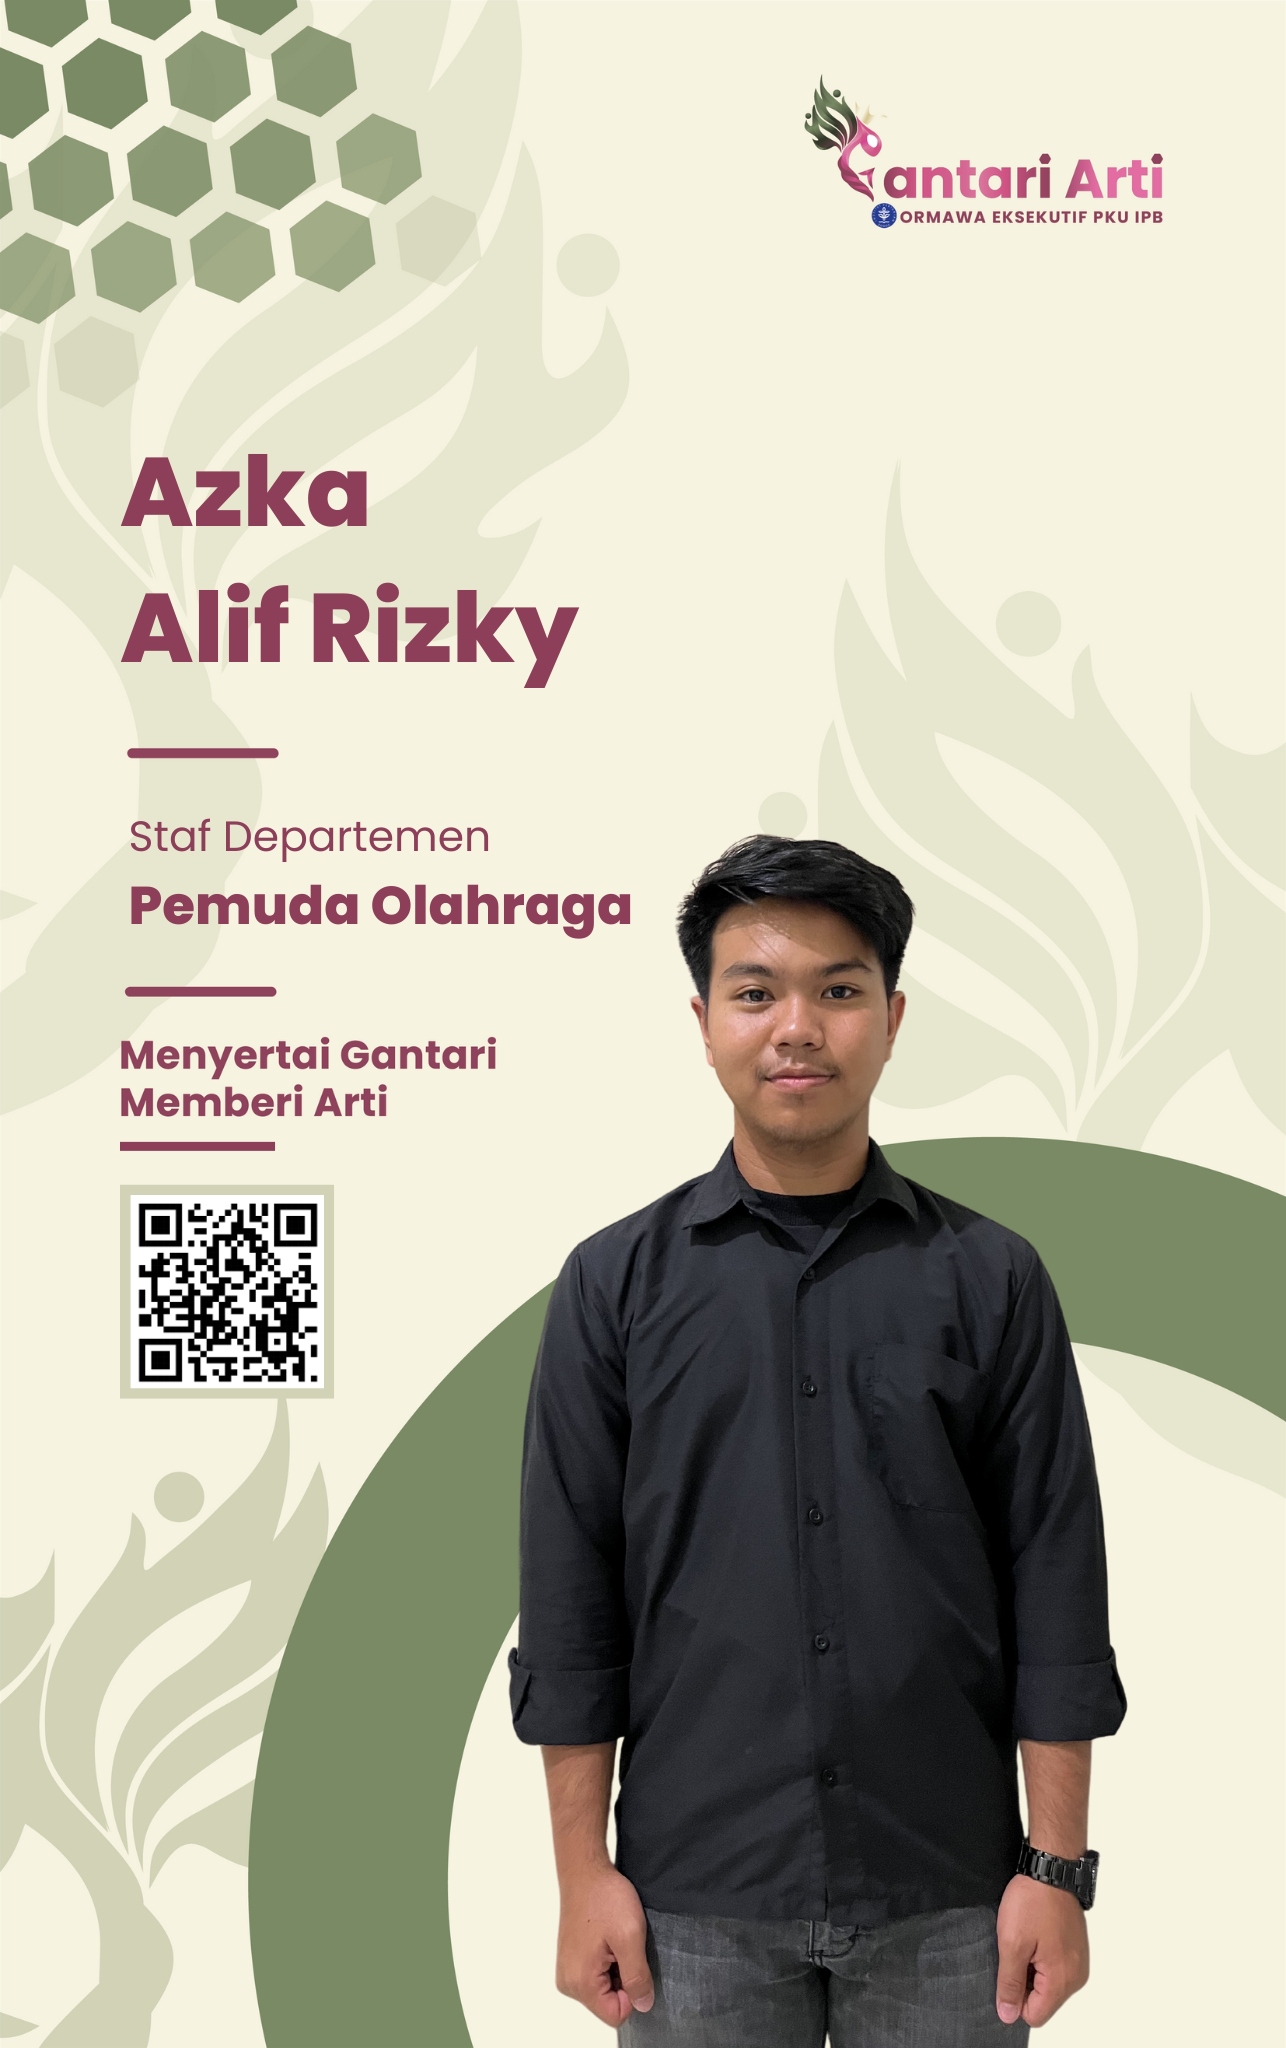 Gantari Arti
ORMAWA EKSEKUTIF PKU IPB
Azka
Alif Rizky
Staf Departemen
Pemuda Olahraga
Menyertai Gantari
Memberi Arti